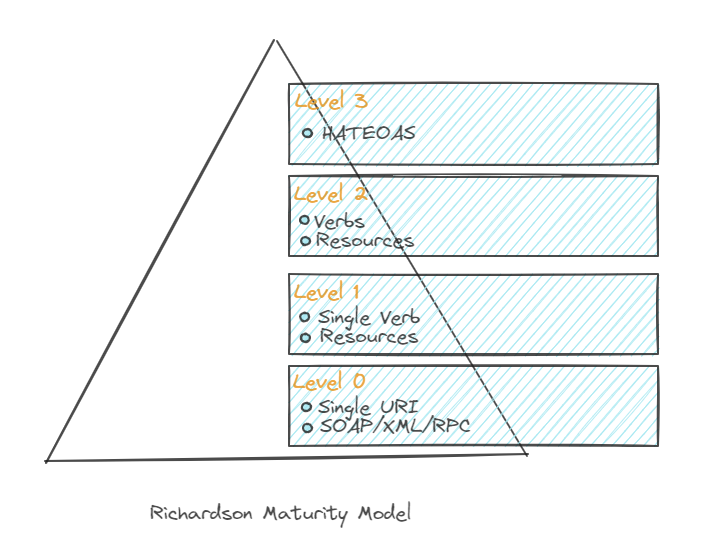 Level 3
HATEOAS
Level 2
Verbs
Resources
Level 1
Single Verb
Resources
Level 0
Single URI
SOAP/XML/RPC
Richardson Maturity Model